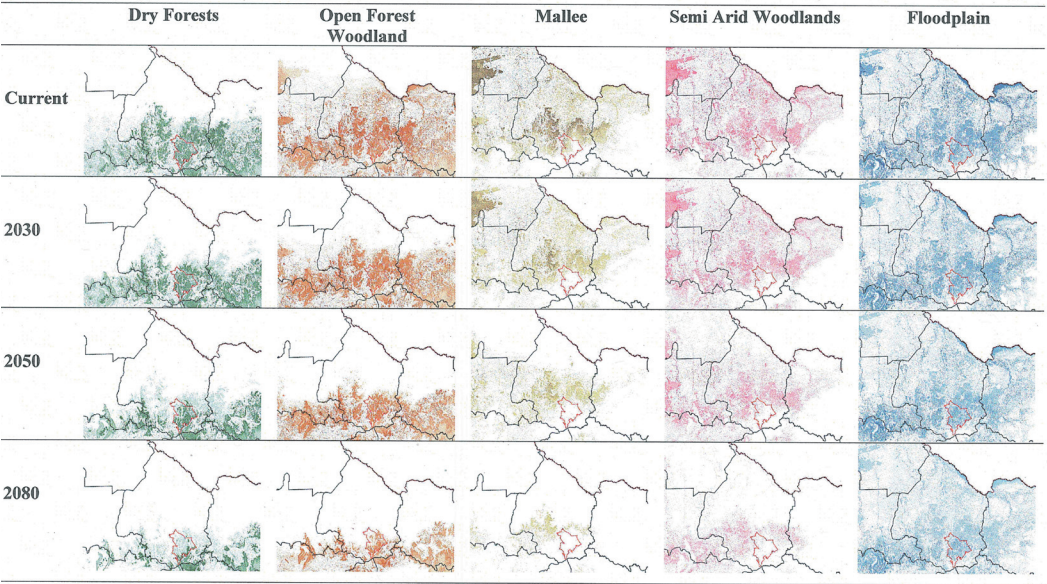 Dry Forests
Open Forest
Woodland
Mallee
Semi Arid Woodlands
Floodplain
Current
2030
2050
2080